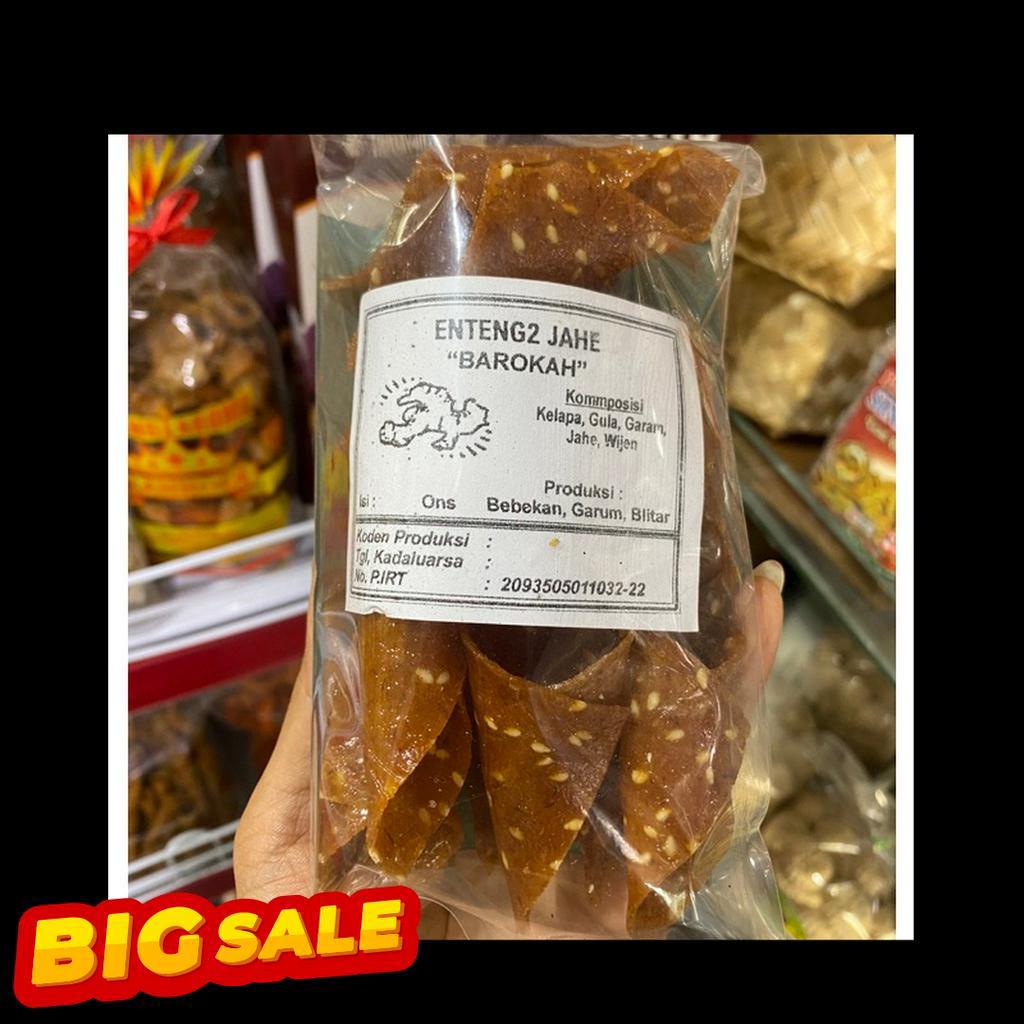 ENTENG2 JAHE
“BAROKAH”
Kommposisi
Kelapa, Gula, Garam,
Jahe, Wijen
Isi : Ons
Produksi :
Bebekan, Garum, Blitar
Koden Produksi :
Tgl, Kadaluarsa :
No. P.IRT : 2093505011032-22
BIG SALE